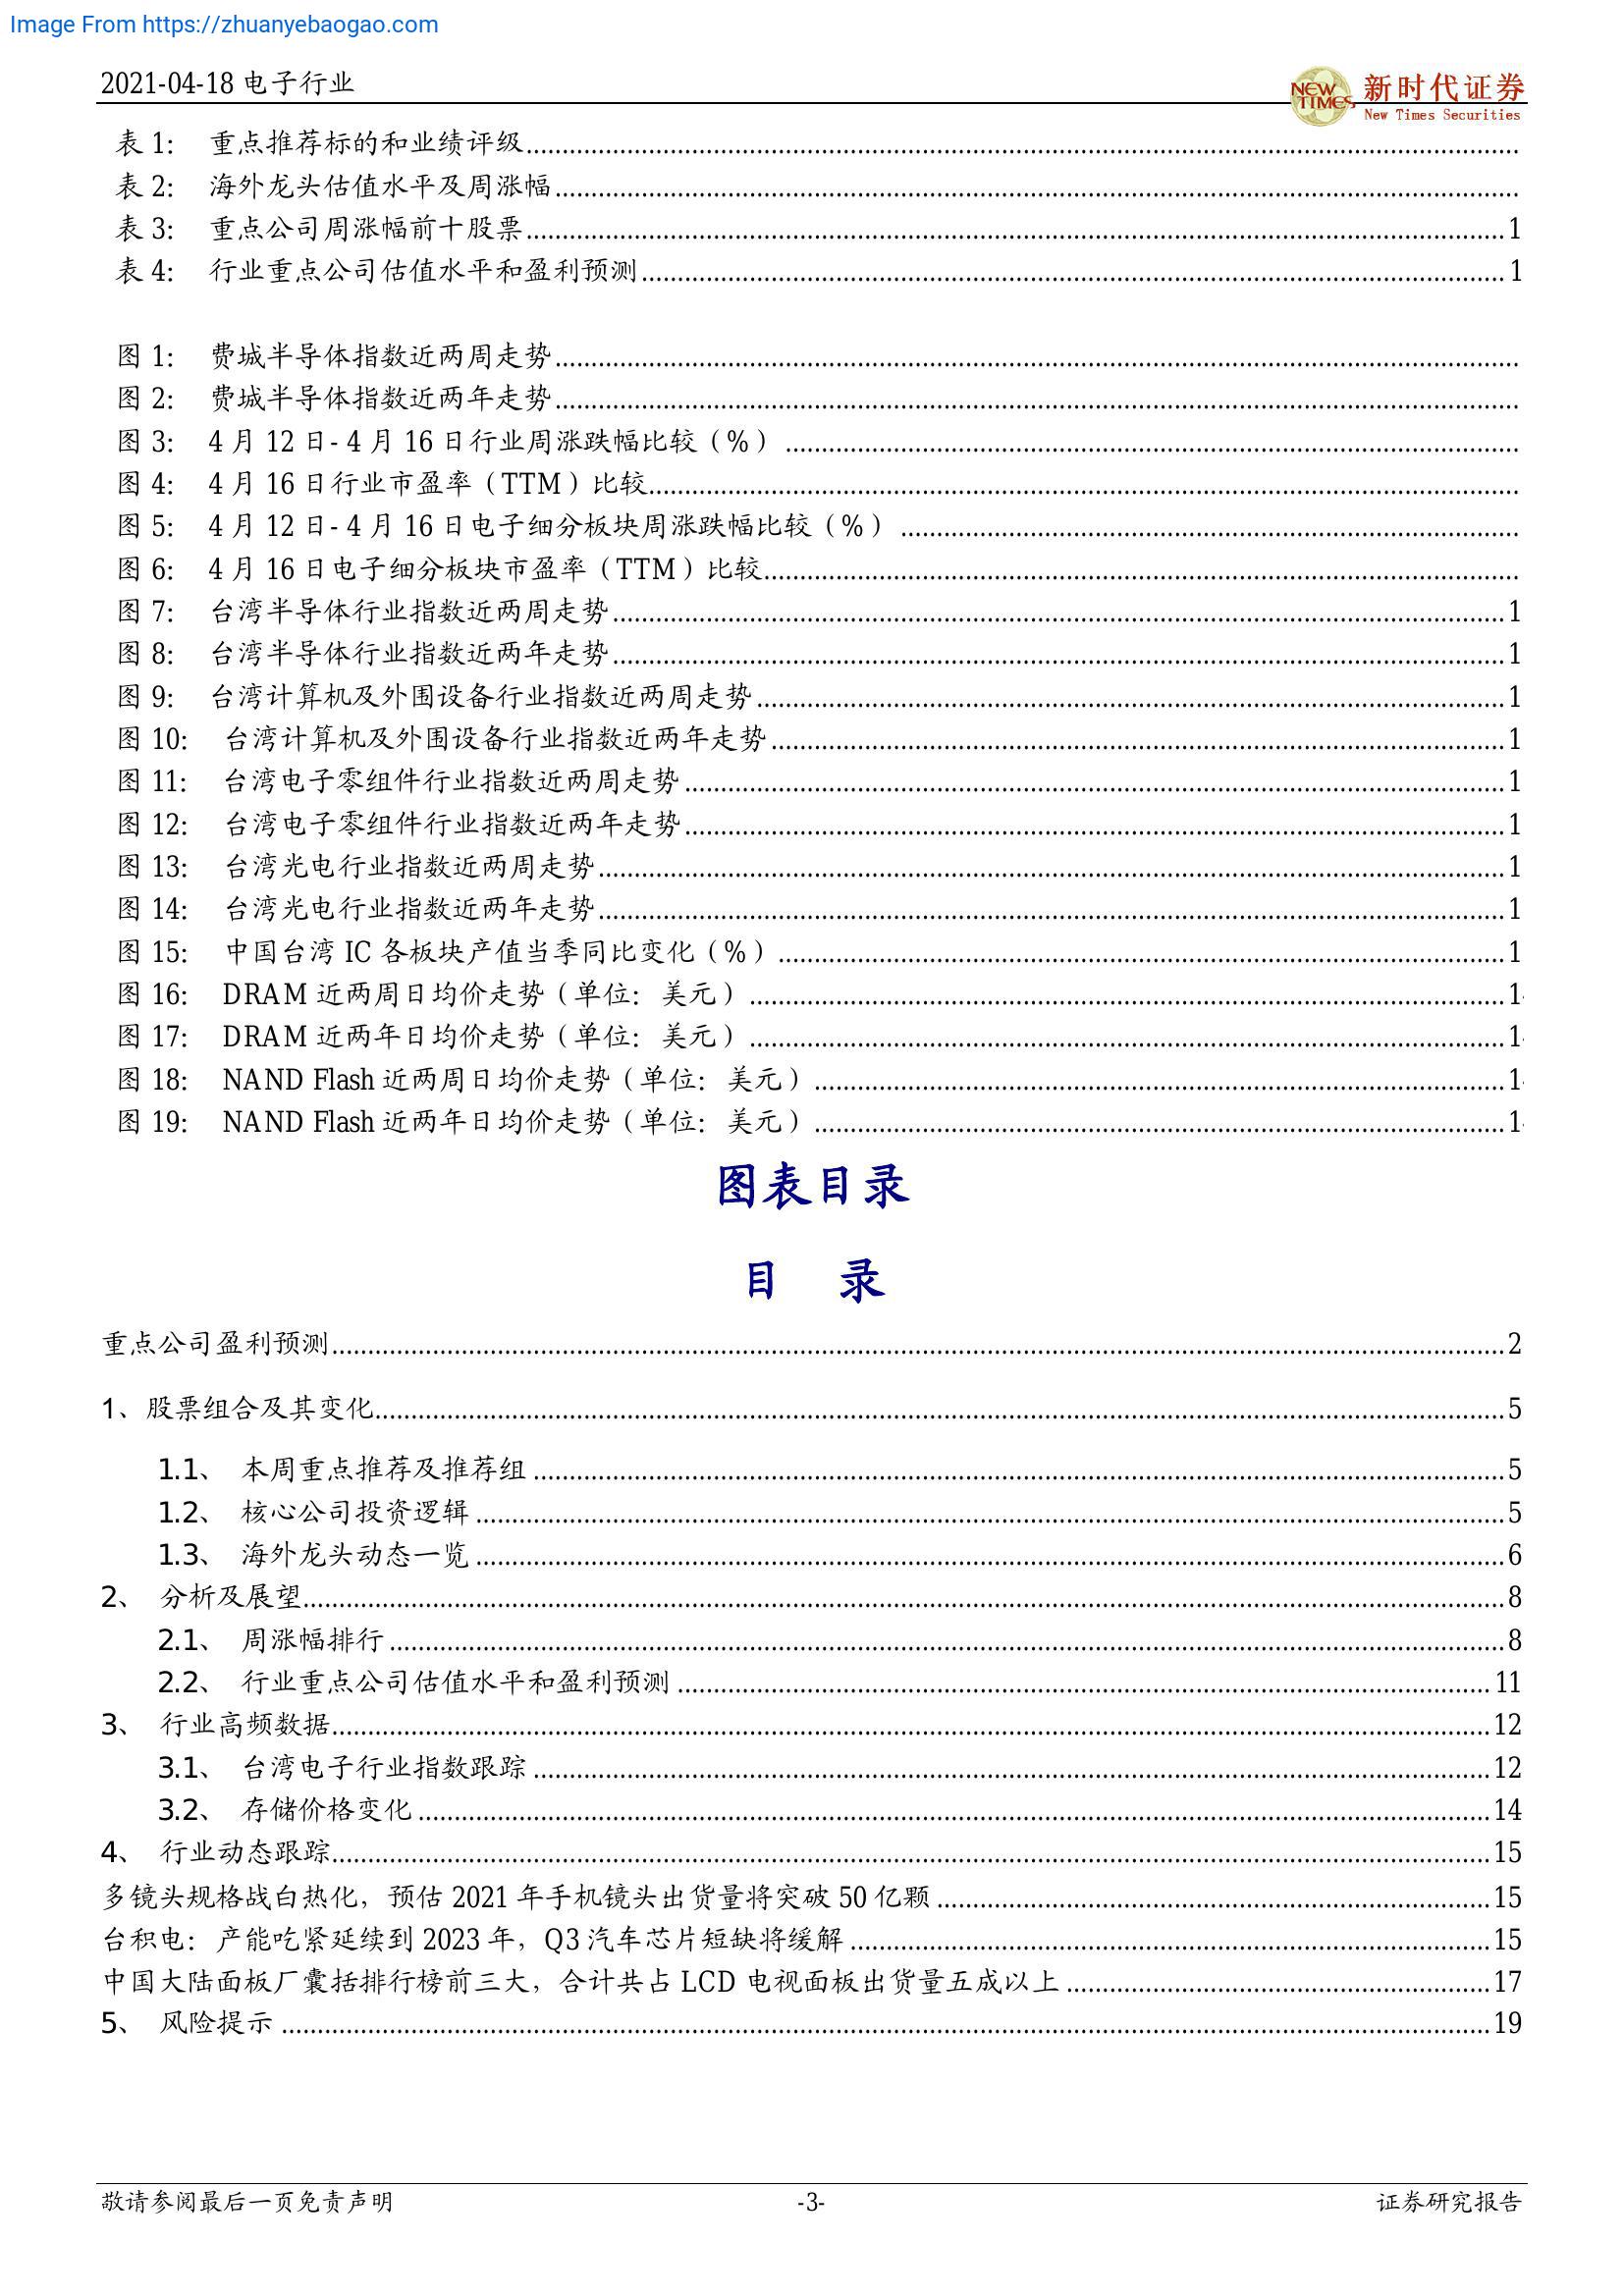 Image From https://zhuanyebaogao.com
2021-04-18 电子行业
NEW TIMES 新时代证券
New Times Securities
表 1: 重点推荐标的和业绩评级
表 2: 海外龙头估值水平及周涨幅
表 3: 重点公司周涨幅前十股票 1
表 4: 行业重点公司估值水平和盈利预测 1
图 1: 费城半导体指数近两周走势
图 2: 费城半导体指数近两年走势
图 3: 4 月 12 日- 4 月 16 日行业周涨跌幅比较（%）
图 4: 4 月 16 日行业市盈率（TTM）比较
图 5: 4 月 12 日- 4 月 16 日电子细分板块周涨跌幅比较（%）
图 6: 4 月 16 日电子细分板块市盈率（TTM）比较
图 7: 台湾半导体行业指数近两周走势 1
图 8: 台湾半导体行业指数近两年走势 1
图 9: 台湾计算机及外围设备行业指数近两周走势 1
图 10: 台湾计算机及外围设备行业指数近两年走势 1
图 11: 台湾电子零组件行业指数近两周走势 1
图 12: 台湾电子零组件行业指数近两年走势 1
图 13: 台湾光电行业指数近两周走势 1
图 14: 台湾光电行业指数近两年走势 1
图 15: 中国台湾 IC 各板块产值当季同比变化（%） 1
图 16: DRAM 近两周日均价走势（单位：美元） 1
图 17: DRAM 近两年日均价走势（单位：美元） 1
图 18: NAND Flash 近两周日均价走势（单位：美元） 1
图 19: NAND Flash 近两年日均价走势（单位：美元） 1
图表目录
目 录
重点公司盈利预测 2
1、股票组合及其变化 5
1.1、 本周重点推荐及推荐组 5
1.2、 核心公司投资逻辑 5
1.3、 海外龙头动态一览 6
2、 分析及展望 8
2.1、 周涨幅排行 8
2.2、 行业重点公司估值水平和盈利预测 11
3、 行业高频数据 12
3.1、 台湾电子行业指数跟踪 12
3.2、 存储价格变化 14
4、 行业动态跟踪 15
多镜头规格战白热化，预估 2021 年手机镜头出货量将突破 50 亿颗 15
台积电：产能吃紧延续到 2023 年，Q3 汽车芯片短缺将缓解 15
中国大陆面板厂囊括排行榜前三大，合计共占 LCD 电视面板出货量五成以上 17
5、 风险提示 19
敬请参阅最后一页免责声明 -3- 证券研究报告